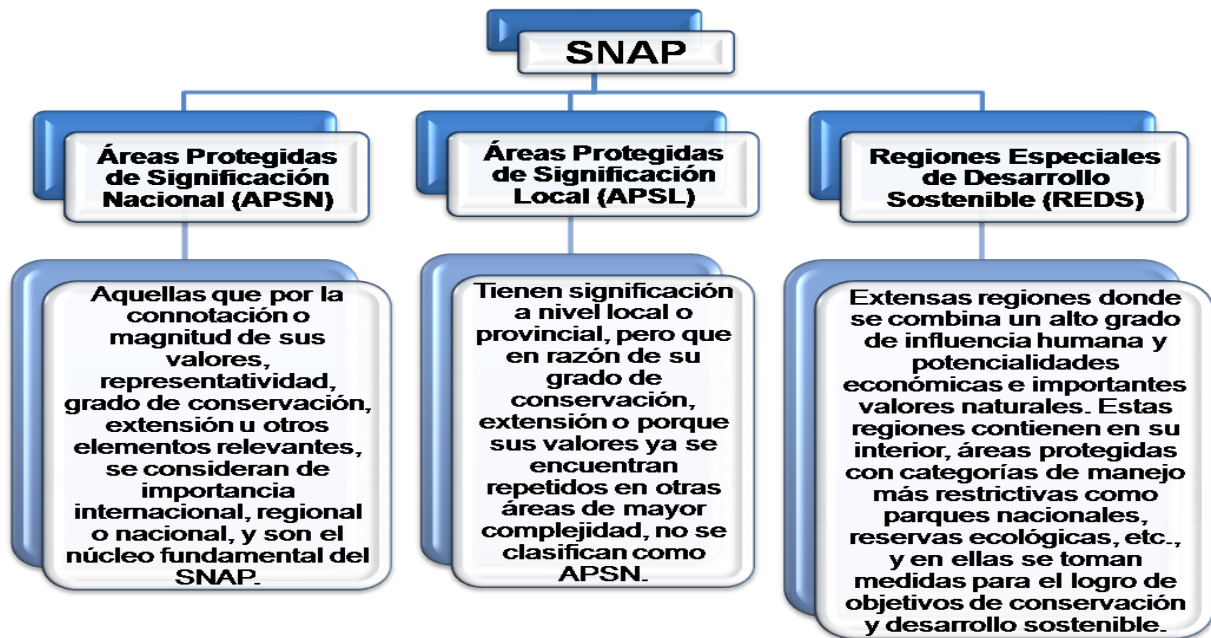 SNAP
Áreas Protegidas
de Significación
Nacional (APSN)
Áreas Protegidas
de Significación
Local (APSL)
Regiones Especiales
de Desarrollo
Sostenible (REDS)
Aquellas que por la
connotación o
magnitud de sus
valores,
representatividad,
grado de conservación,
extensión u otros
elementos relevantes,
se consideran de
importancia
internacional, regional
o nacional, y son el
núcleo fundamental del
SNAP.
Tienen significación
a nivel local o
provincial, pero que
en razón de su
grado de
conservación,
extensión o porque
sus valores ya se
encuentran
repetidos en otras
áreas de mayor
complejidad, no se
clasifican como
APSN.
Extensas regiones donde
se combina un alto grado
de influencia humana y
potencialidades
económicas e importantes
valores naturales. Estas
regiones contienen en su
interior, áreas protegidas
con categorías de manejo
más restrictivas como
parques nacionales,
reservas ecológicas, etc.,
y en ellas se toman
medidas para el logro de
objetivos de conservación
y desarrollo sostenible.